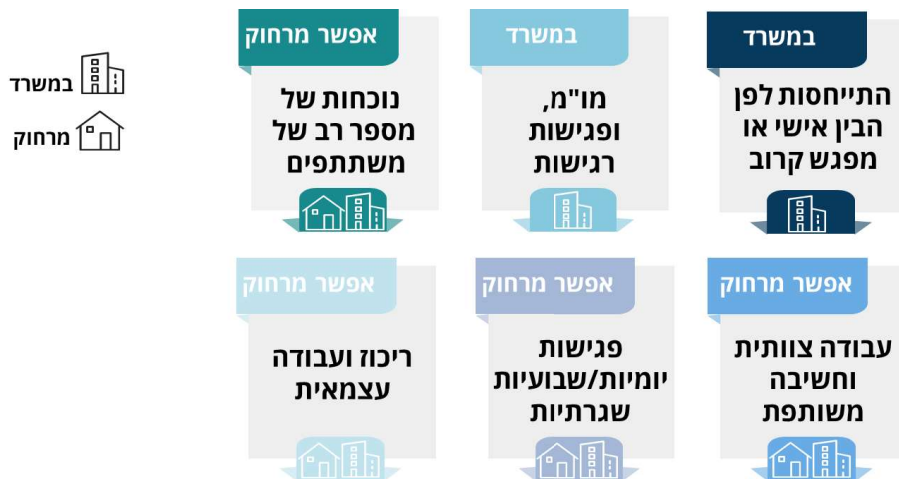 במשרד
התייחסות לפן
הבין אישי או
מפגש קרוב
במשרד
מו"מ,
ופגישות
רגישות
אפשר מרחוק
נוכחות של
מספר רב של
משתתפים
במשרד
מרחוק
אפשר מרחוק
עבודה צוותית
וחשיבה
משותפת
אפשר מרחוק
פגישות
יומיות/שבועיות
שגרתיות
אפשר מרחוק
ריכוז ועבודה
עצמאית